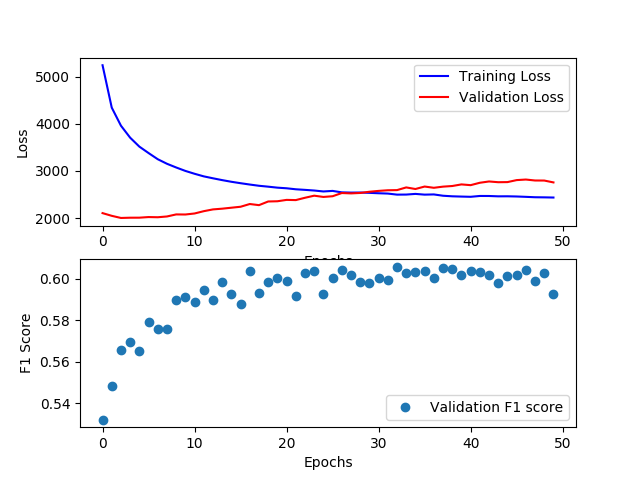 5000
4000
3000
2000
Loss
Training Loss
Validation Loss
0 10 20 30 40 50
Epochs
0.60
0.58
0.56
0.54
F1 Score
Validation F1 score
0 10 20 30 40 50
Epochs